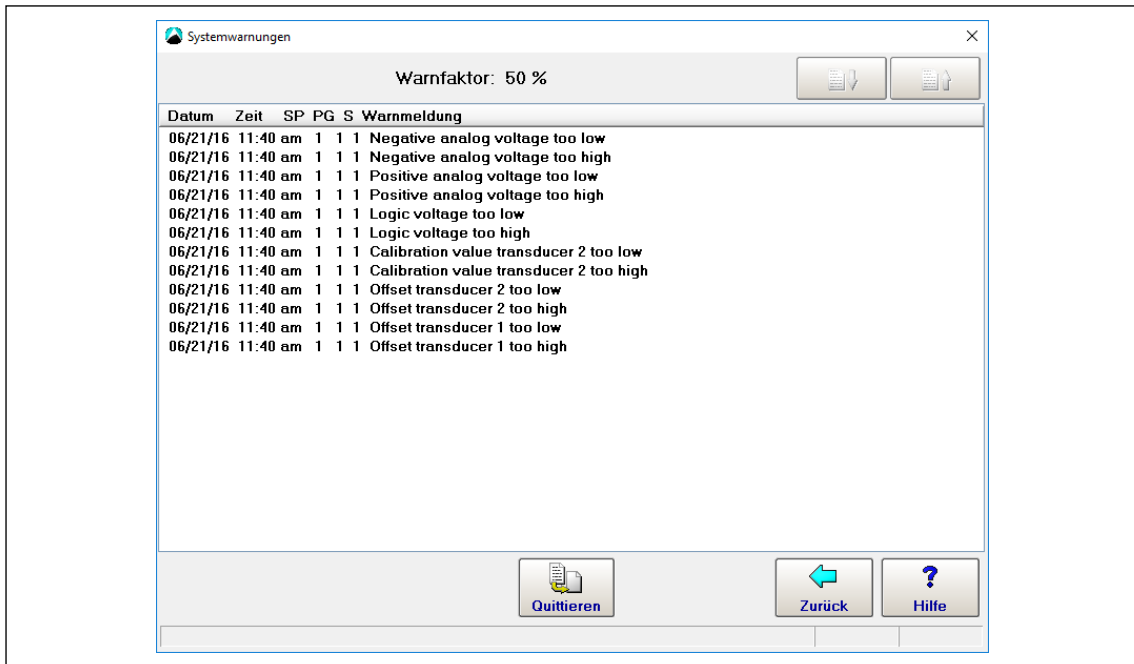 Systemwarnungen
Warnfaktor: 50 %
Datum Zeit SP PG S Warnmeldung
06/21/16 11:40 am 1 1 1 Negative analog voltage too low
06/21/16 11:40 am 1 1 1 Negative analog voltage too high
06/21/16 11:40 am 1 1 1 Positive analog voltage too low
06/21/16 11:40 am 1 1 1 Positive analog voltage too high
06/21/16 11:40 am 1 1 1 Logic voltage too low
06/21/16 11:40 am 1 1 1 Logic voltage too high
06/21/16 11:40 am 1 1 1 Calibration value transducer 2 too low
06/21/16 11:40 am 1 1 1 Calibration value transducer 2 too high
06/21/16 11:40 am 1 1 1 Offset transducer 2 too low
06/21/16 11:40 am 1 1 1 Offset transducer 2 too high
06/21/16 11:40 am 1 1 1 Offset transducer 1 too low
06/21/16 11:40 am 1 1 1 Offset transducer 1 too high
Quittieren Zurück Hilfe